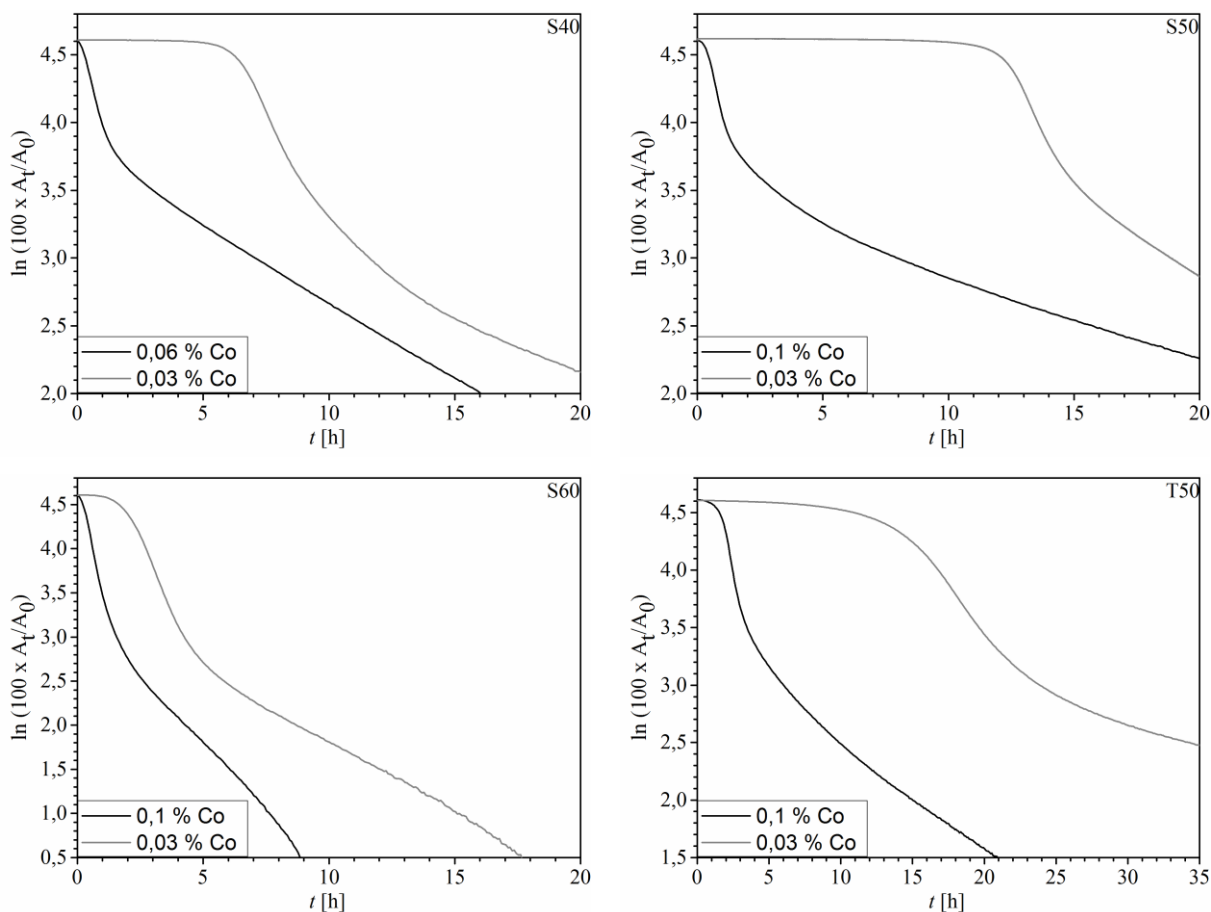 S40
4,5
4,0
3,5
3,0
2,5
2,0
ln (100 x At/A0)
0,06 % Co
0,03 % Co
0 5 10 15 20
t [h]
S50
4,5
4,0
3,5
3,0
2,5
2,0
ln (100 x At/A0)
0,1 % Co
0,03 % Co
0 5 10 15 20
t [h]
S60
4,5
4,0
3,5
3,0
2,5
2,0
1,5
1,0
0,5
ln (100 x At/A0)
0,1 % Co
0,03 % Co
0 5 10 15 20
t [h]
T50
4,5
4,0
3,5
3,0
2,5
2,0
1,5
ln (100 x At/A0)
0,1 % Co
0,03 % Co
0 5 10 15 20 25 30 35
t [h]